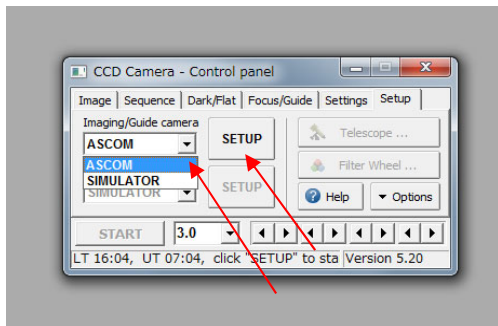 CCD Camera - Control panel
Image Sequence Dark/Flat Focus/Guide Settings Setup
Imaging/Guide camera
ASCOM
SETUP
Telescope ...
ASCOM
SIMULATOR
Filter Wheel ...
SIMULATOR
SETUP
Help
Options
START
3.0
LT 16:04, UT 07:04, click "SETUP" to sta Version 5.20